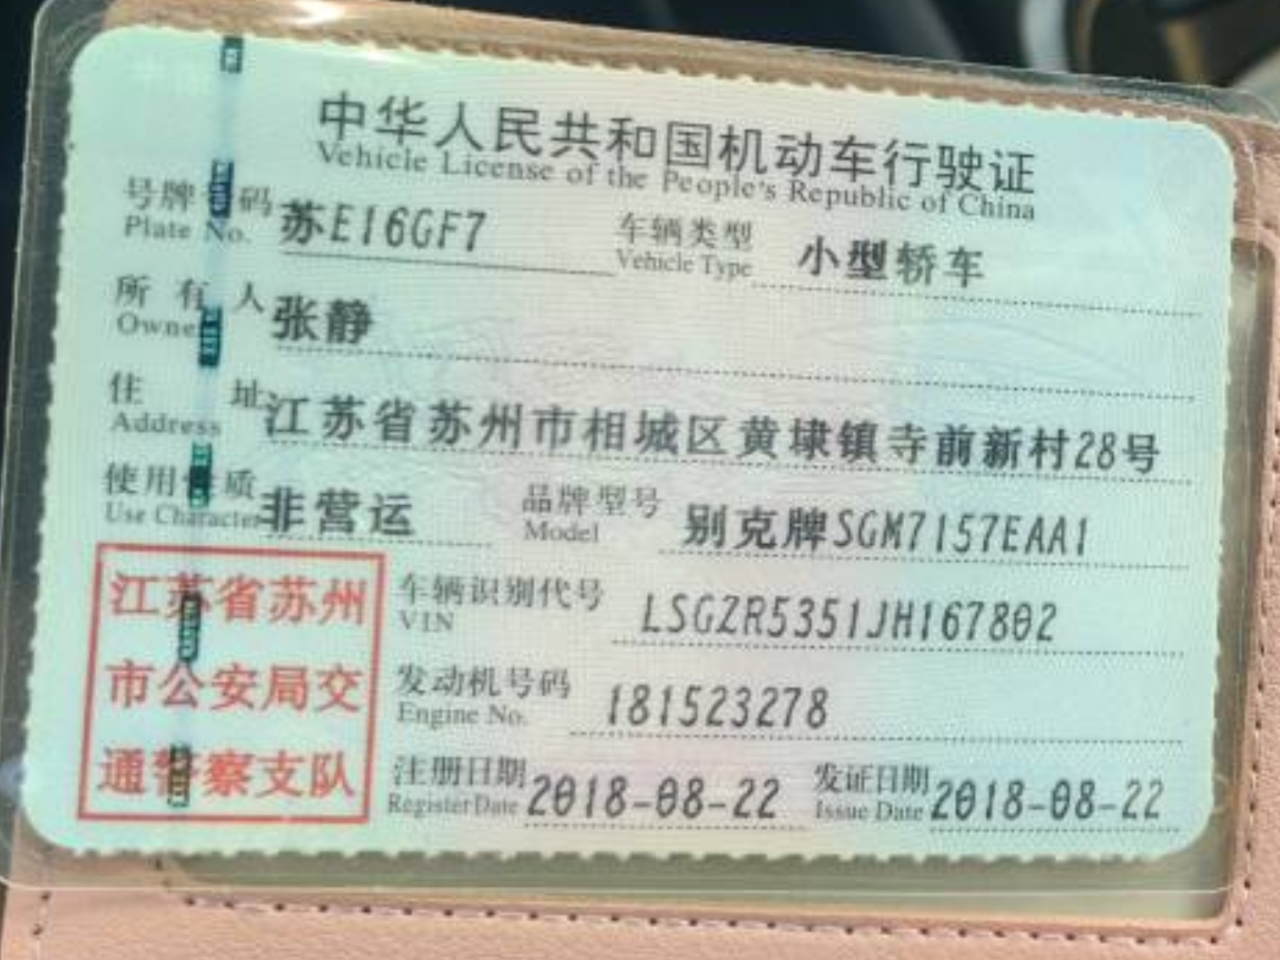 中华人民共和国机动车行驶证
Vehicle License of the People's Republic of China
号牌 码 苏E16GF7 车辆类型 小型轿车
Plate No. Vehicle Type
所有人 张静
Owne
住址 江苏省苏州市相城区黄埭镇寺前新村28号
Address
使用性质 非营运 品牌型号 别克牌SGM7157EAA1
Use Character Model
江苏省苏州
市公安局交
通警察支队
车辆识别代号 LSGZR5351JH167802
VIN
发动机号码 181523278
Engine No.
注册日期 2018-08-22 发证日期 2018-08-22
Register Date Issue Date